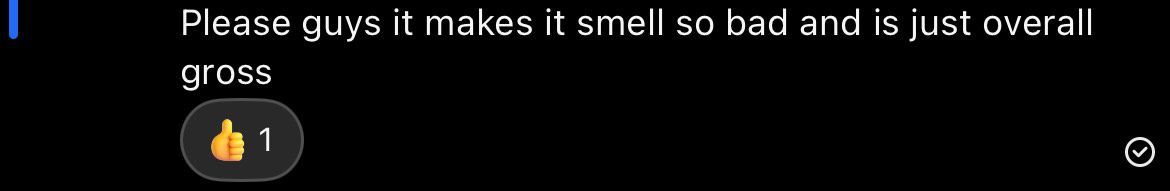 Please guys it makes it smell so bad and is just overall
gross
👍 1